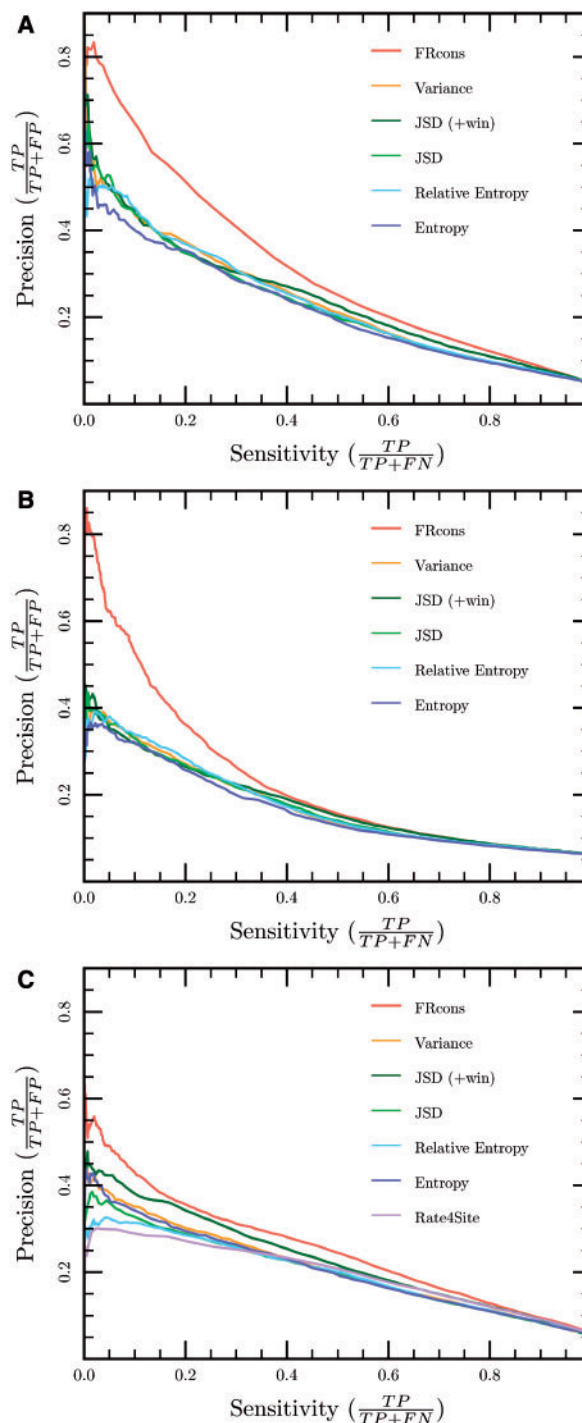 A
0.8
0.6
0.4
0.2
Precision (TP/TP+FP)
FRcons
Variance
JSD (+win)
JSD
Relative Entropy
Entropy
0.0
0.2
0.4
0.6
0.8
Sensitivity (TP/TP+FN)
B
0.8
0.6
0.4
0.2
Precision (TP/TP+FP)
FRcons
Variance
JSD (+win)
JSD
Relative Entropy
Entropy
0.0
0.2
0.4
0.6
0.8
Sensitivity (TP/TP+FN)
C
0.8
0.6
0.4
0.2
Precision (TP/TP+FP)
FRcons
Variance
JSD (+win)
JSD
Relative Entropy
Entropy
Rate4Site
0.0
0.2
0.4
0.6
0.8
Sensitivity (TP/TP+FN)